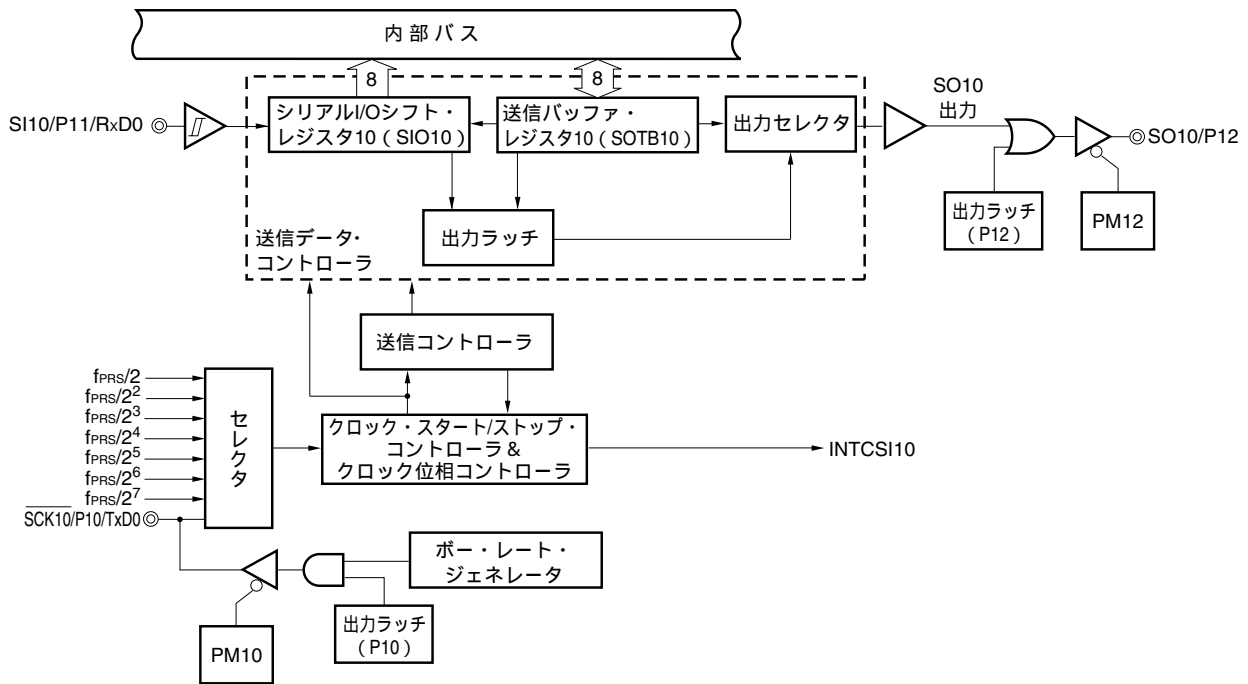 内部バス
8
8
SI10/P11/RxD0
シリアルI/Oシフト・
レジスタ10（SIO10）
送信バッファ・
レジスタ10（SOTB10）
出力セレクタ
SO10
出力
SO10/P12
出力ラッチ
（P12）
PM12
出力ラッチ
送信データ・
コントローラ
送信コントローラ
fPRS/2
fPRS/2²
fPRS/2³
fPRS/2⁴
fPRS/2⁵
fPRS/2⁶
fPRS/2⁷
SCK10/P10/TxD0
セレクタ
クロック・スタート/ストップ・
コントローラ＆
クロック位相コントローラ
INTCSI10
ボー・レート・
ジェネレータ
出力ラッチ
（P10）
PM10